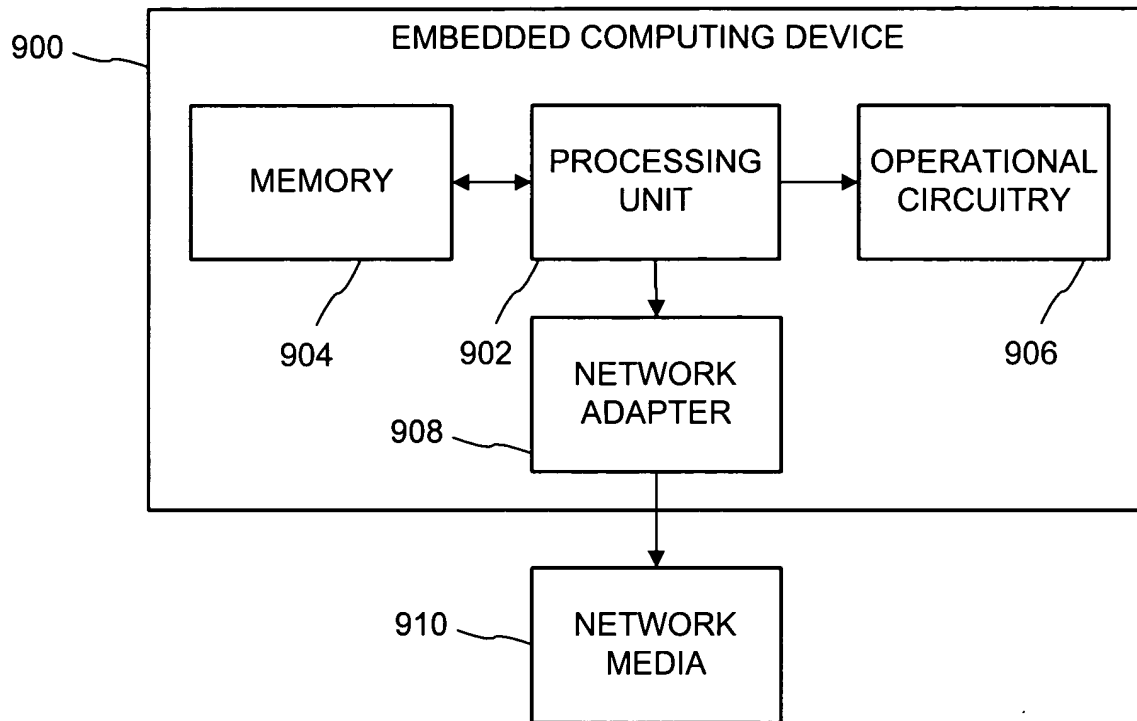 900
EMBEDDED COMPUTING DEVICE
MEMORY
PROCESSING
UNIT
OPERATIONAL
CIRCUITRY
904
902
906
NETWORK
ADAPTER
908
910
NETWORK
MEDIA